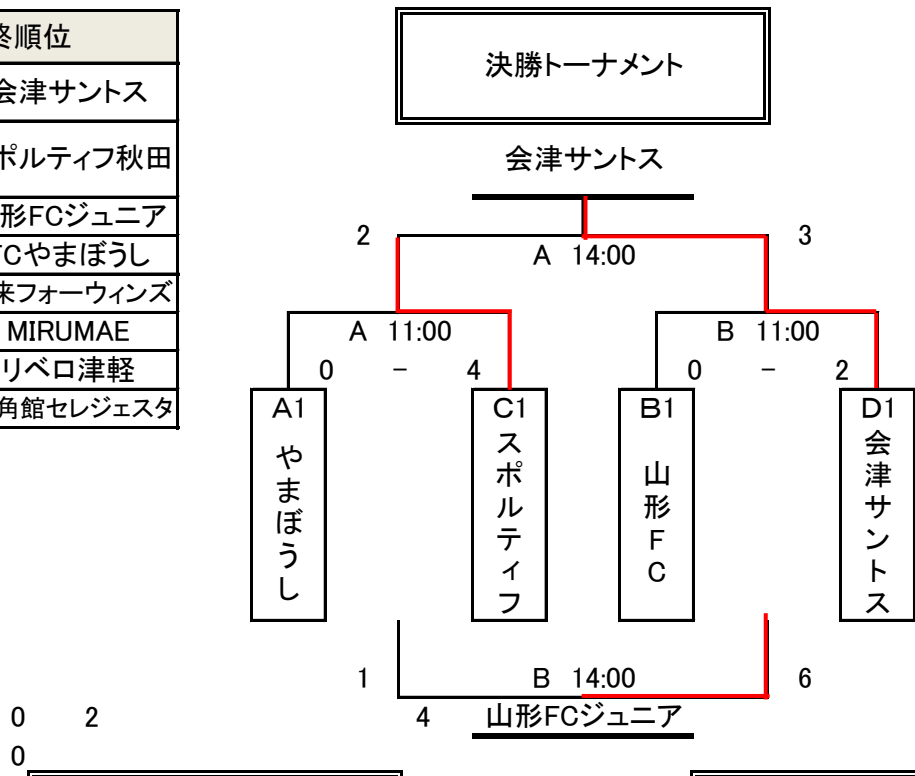 終順位
会津サントス
ポルティフ秋田
形FCジュニア
Cやまぼうし
来フォーウィンズ
MIRUMAE
リベロ津軽
角館セレジェスタ
決勝トーナメント
会津サントス
2
3
A 14:00
A 11:00
B 11:00
0 － 4
0 － 2
A1
やまぼうし
C1
スポルティフ
B1
山形FC
D1
会津サントス
1
B 14:00
6
4
山形FCジュニア
0 2
0